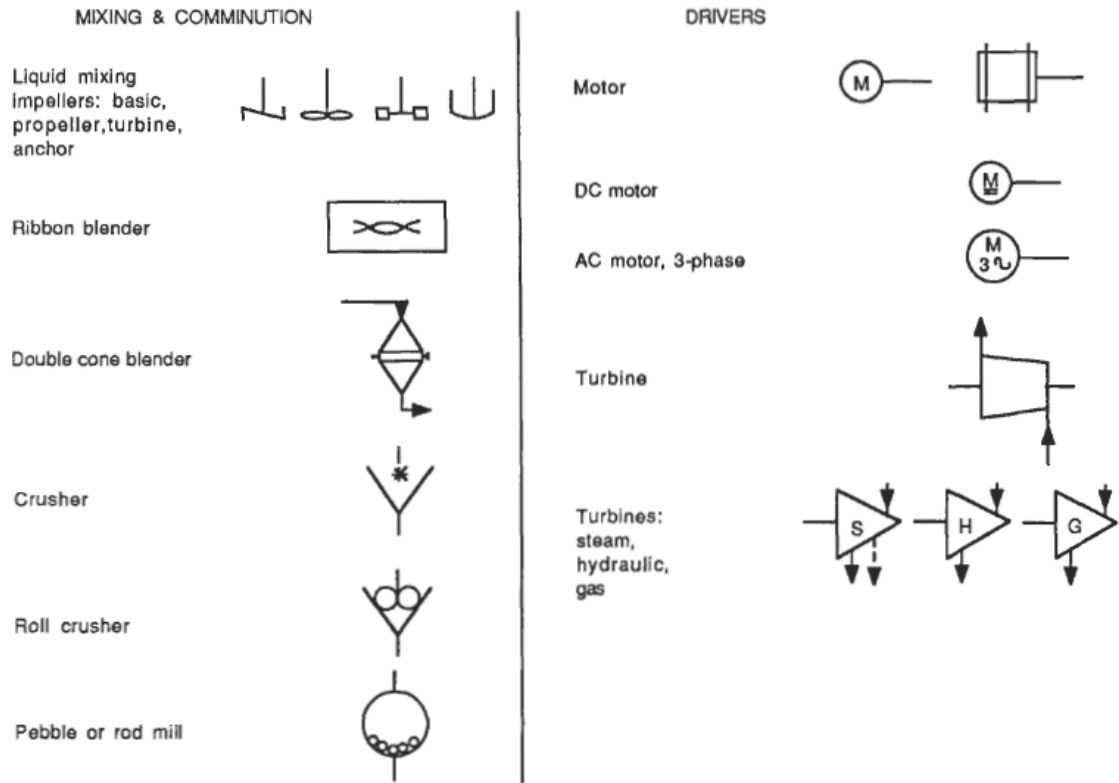 MIXING & COMMINUTION
Liquid mixing
impellers: basic,
propeller,turbine,
anchor
Ribbon blender
Double cone blender
Crusher
Roll crusher
Pebble or rod mill
DRIVERS
Motor
M
DC motor
M
AC motor, 3-phase
M
3
Turbine
Turbines:
steam,
hydraulic,
gas
S
H
G